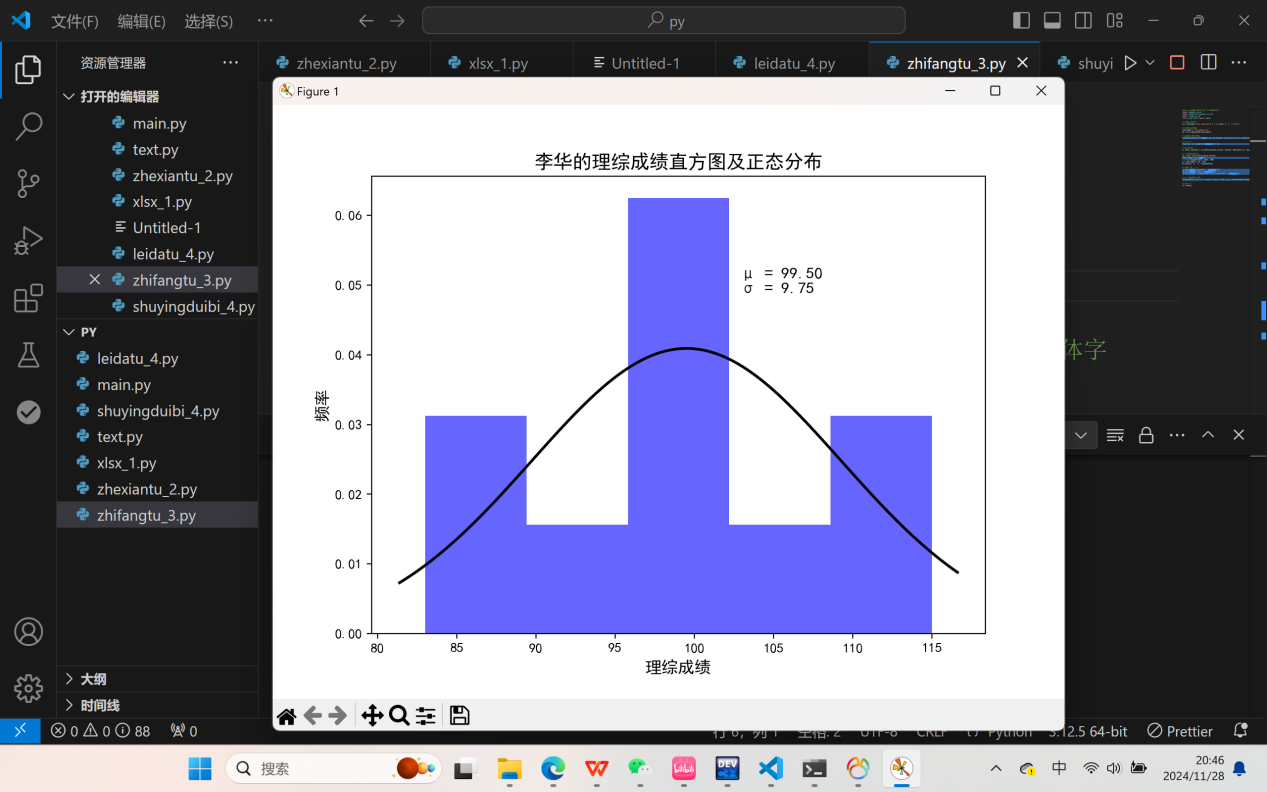 文件(F) 编辑(E) 选择(S) ··· py
资源管理器 ···
zhexiantu_2.py xlsx_1.py Untitled-1 leidatu_4.py zhifangtu_3.py shuyi
打开的编辑器
main.py
text.py
zhexiantu_2.py
xlsx_1.py
Untitled-1
leidatu_4.py
zhifangtu_3.py
shuyingduibi_4.py
PY
leidatu_4.py
main.py
shuyingduibi_4.py
text.py
xlsx_1.py
zhexiantu_2.py
zhifangtu_3.py
大纲
时间线
Figure 1
李华的理综成绩直方图及正态分布
μ = 99.50
σ = 9.75
频率
0.06
0.05
0.04
0.03
0.02
0.01
0.00
80 85 90 95 100 105 110 115
理综成绩
体字
0 0 88 0
行 6，列 1 空格: 2 UTF-8 CRLF Python 3.12.5 64-bit Prettier
搜索
bilibili
DEV
中
20:46
2024/11/28